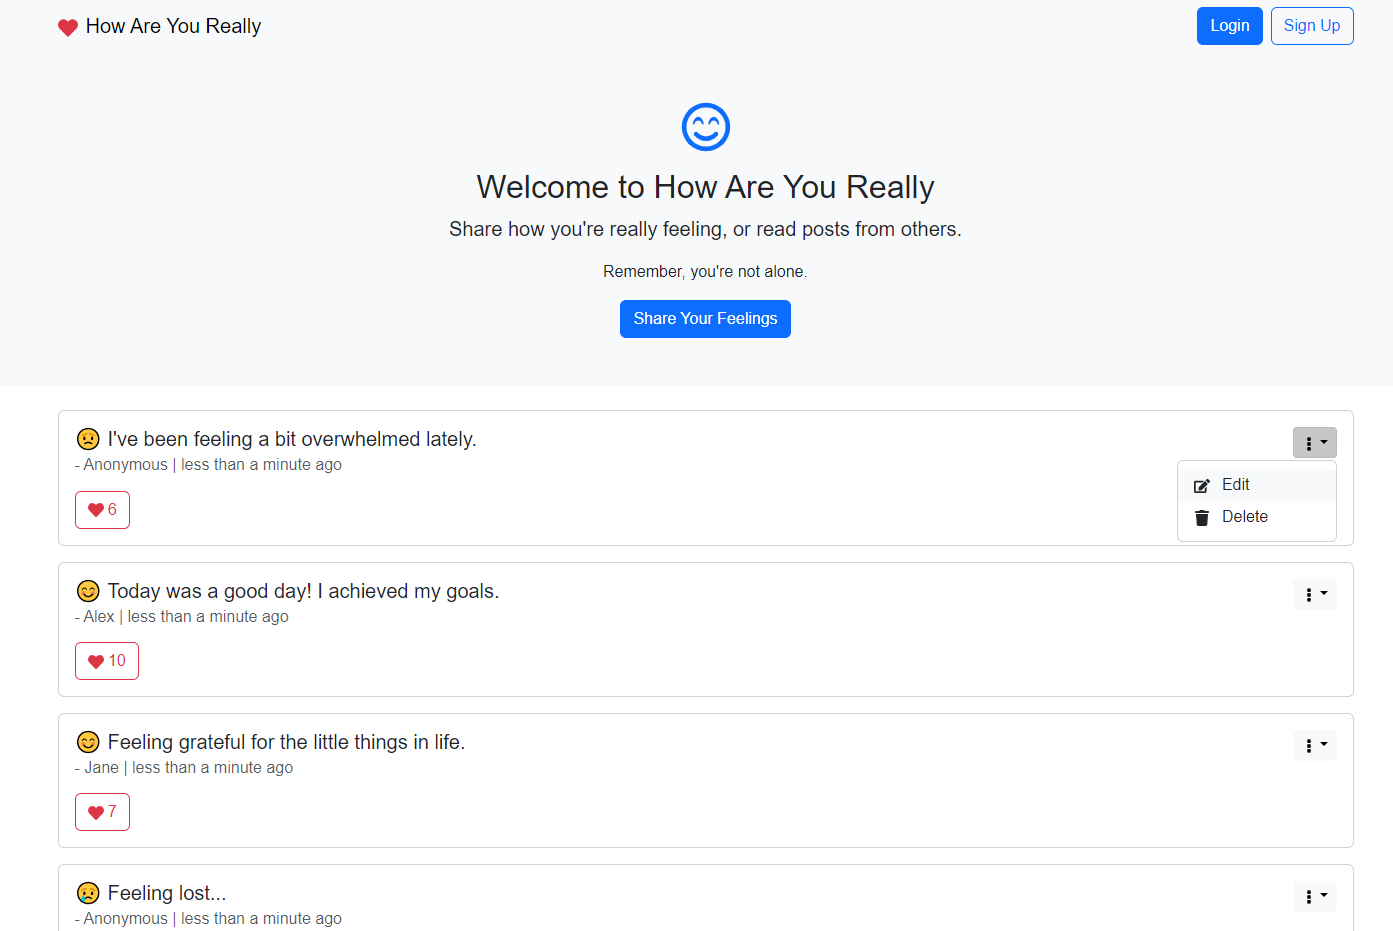 How Are You Really
Login
Sign Up
Welcome to How Are You Really
Share how you're really feeling, or read posts from others.
Remember, you're not alone.
Share Your Feelings
I've been feeling a bit overwhelmed lately.
- Anonymous | less than a minute ago
6
Edit
Delete
Today was a good day! I achieved my goals.
- Alex | less than a minute ago
10
Feeling grateful for the little things in life.
- Jane | less than a minute ago
7
Feeling lost...
- Anonymous | less than a minute ago